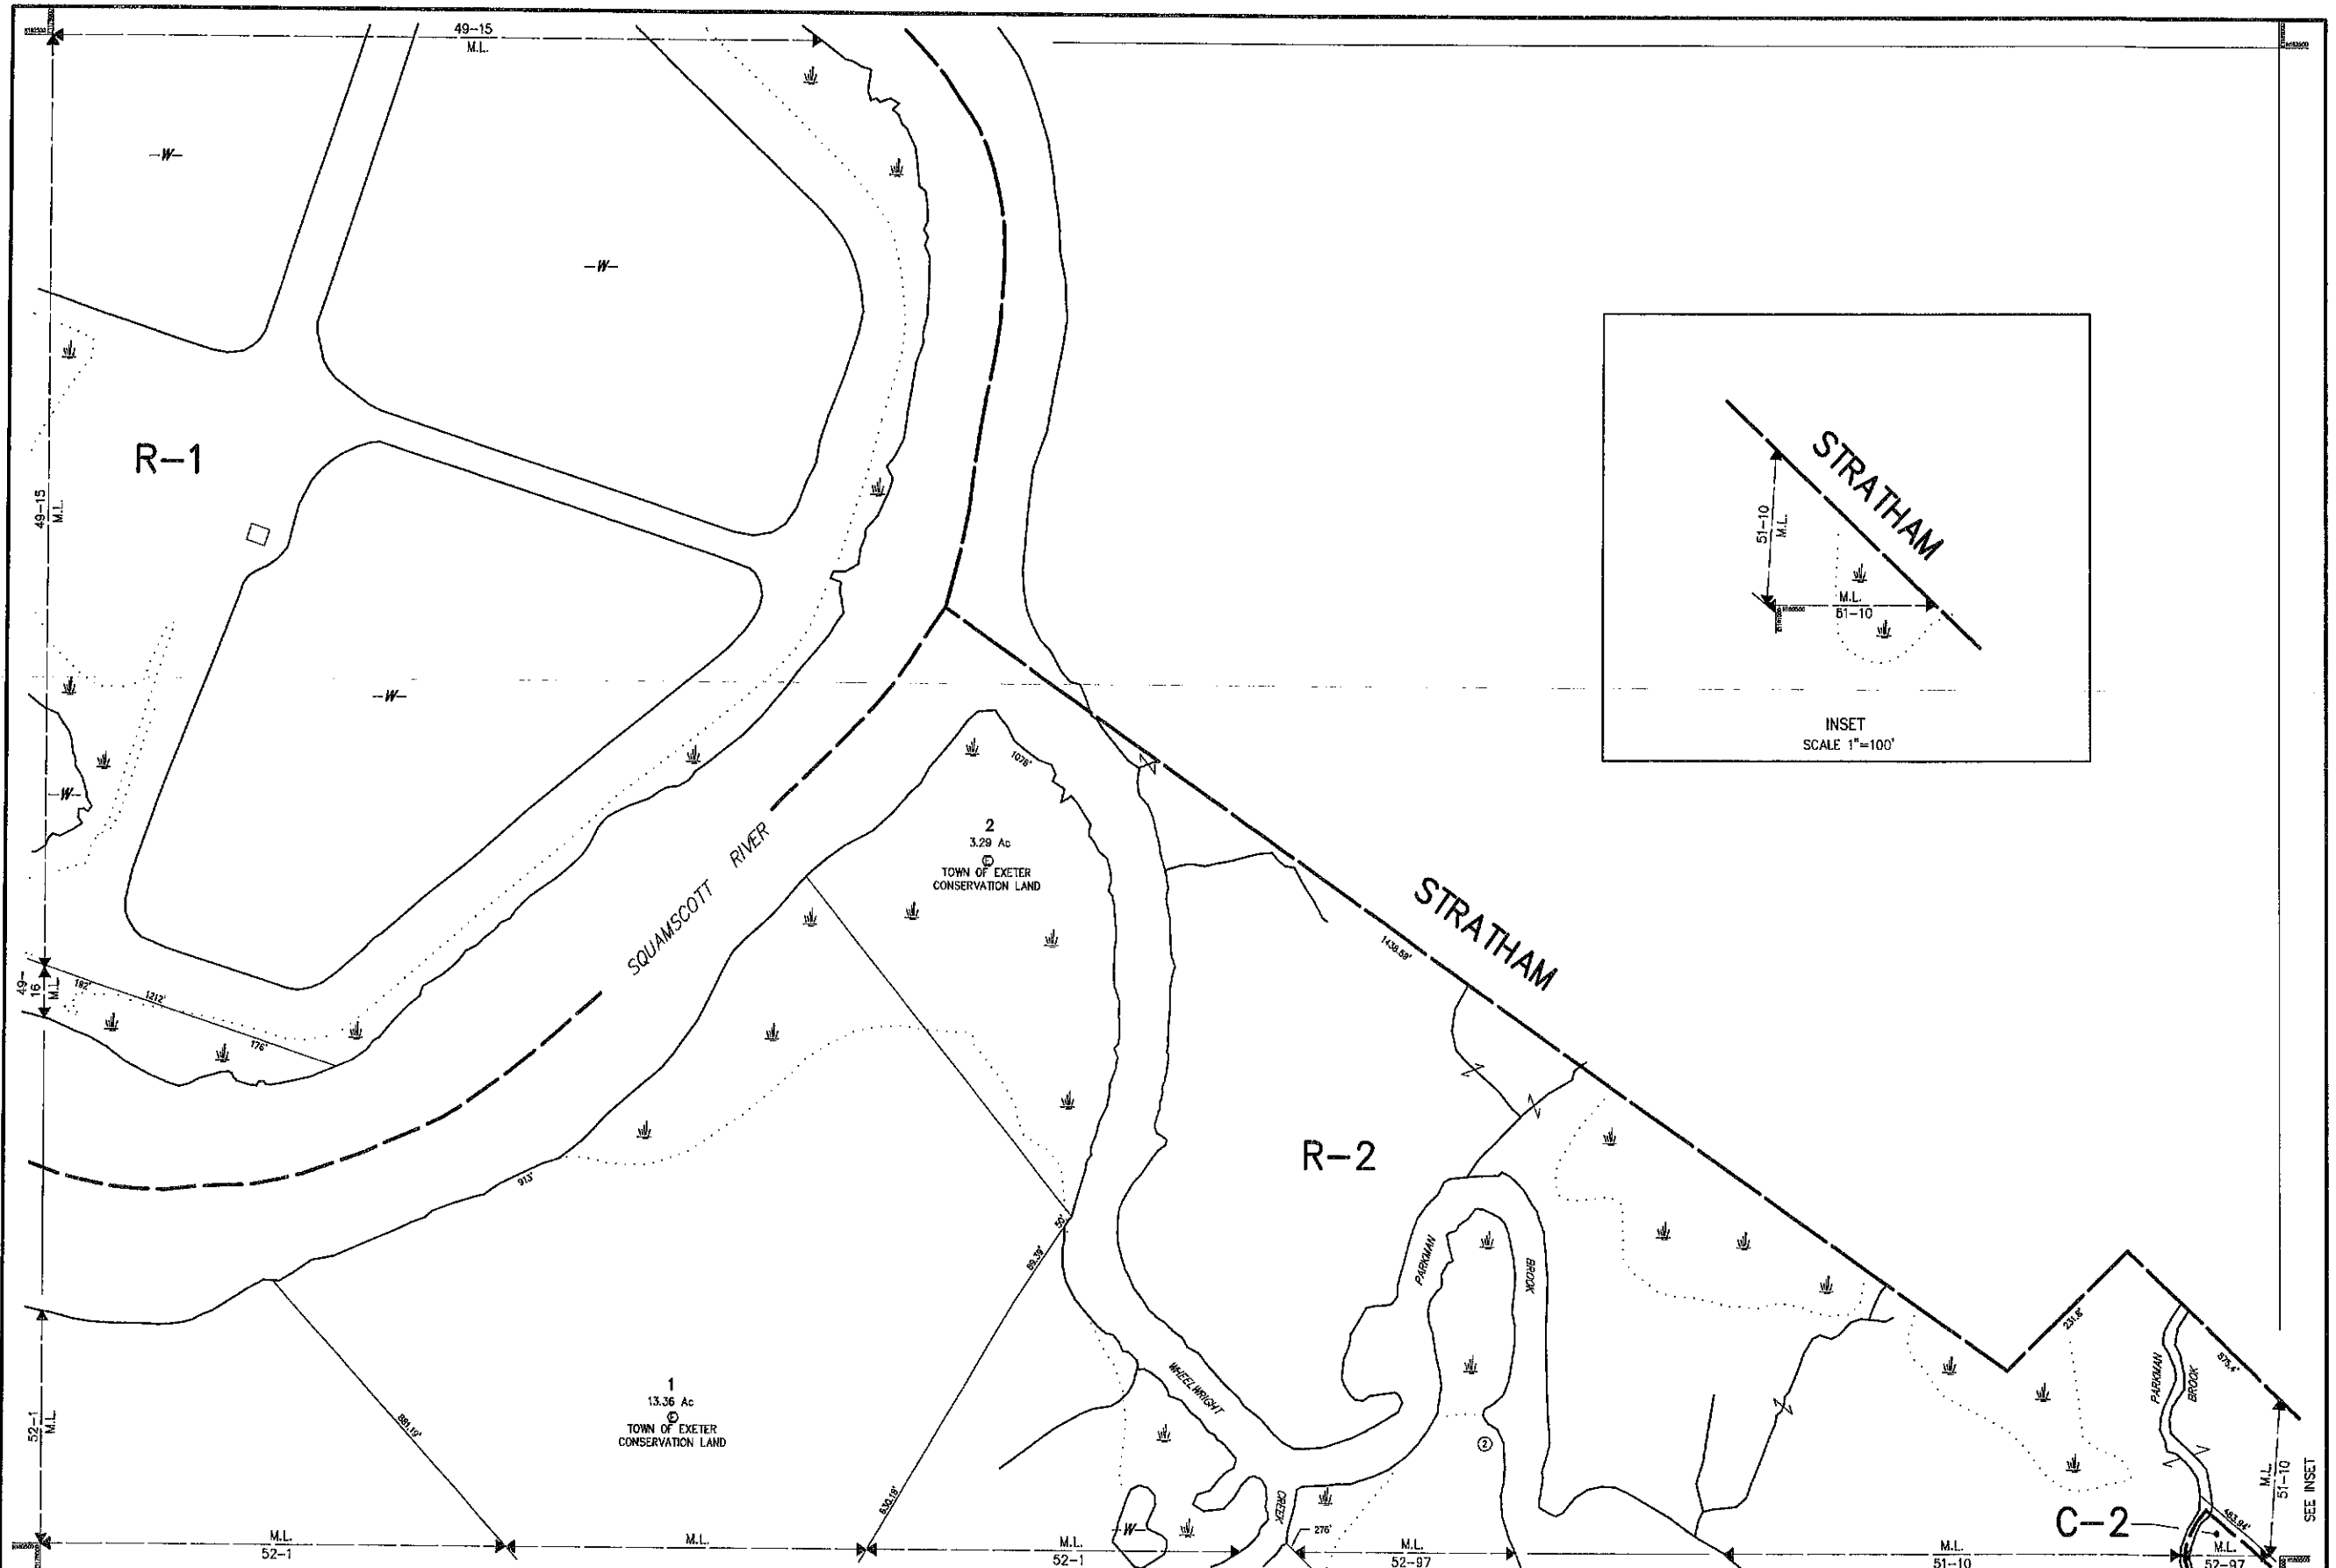 49-15
M.L.
-W-
-W-
R-1
49-15
M.L.
STRATHAM
51-10
M.L.
M.L.
51-10
INSET
SCALE 1"=100'
-W-
-W-
1076'
2
3.29 Ac
E
TOWN OF EXETER
CONSERVATION LAND
SQUAMSCOTT RIVER
STRATHAM
1438.59'
49-
16
M.L.
182'
1212'
176'
R-2
913'
50'
89.39'
PARKMAN
BROOK
231.8'
875.4'
PARKMAN
BROOK
1
13.36 Ac
E
TOWN OF EXETER
CONSERVATION LAND
881.19'
630.19'
WHEELWRIGHT
CREEK
2
52-1
M.L.
M.L.
51-10
SEE INSET
C-2
483.94'
-W-
276'
M.L.
52-1
M.L.
M.L.
52-1
M.L.
52-97
M.L.
51-10
M.L.
52-97